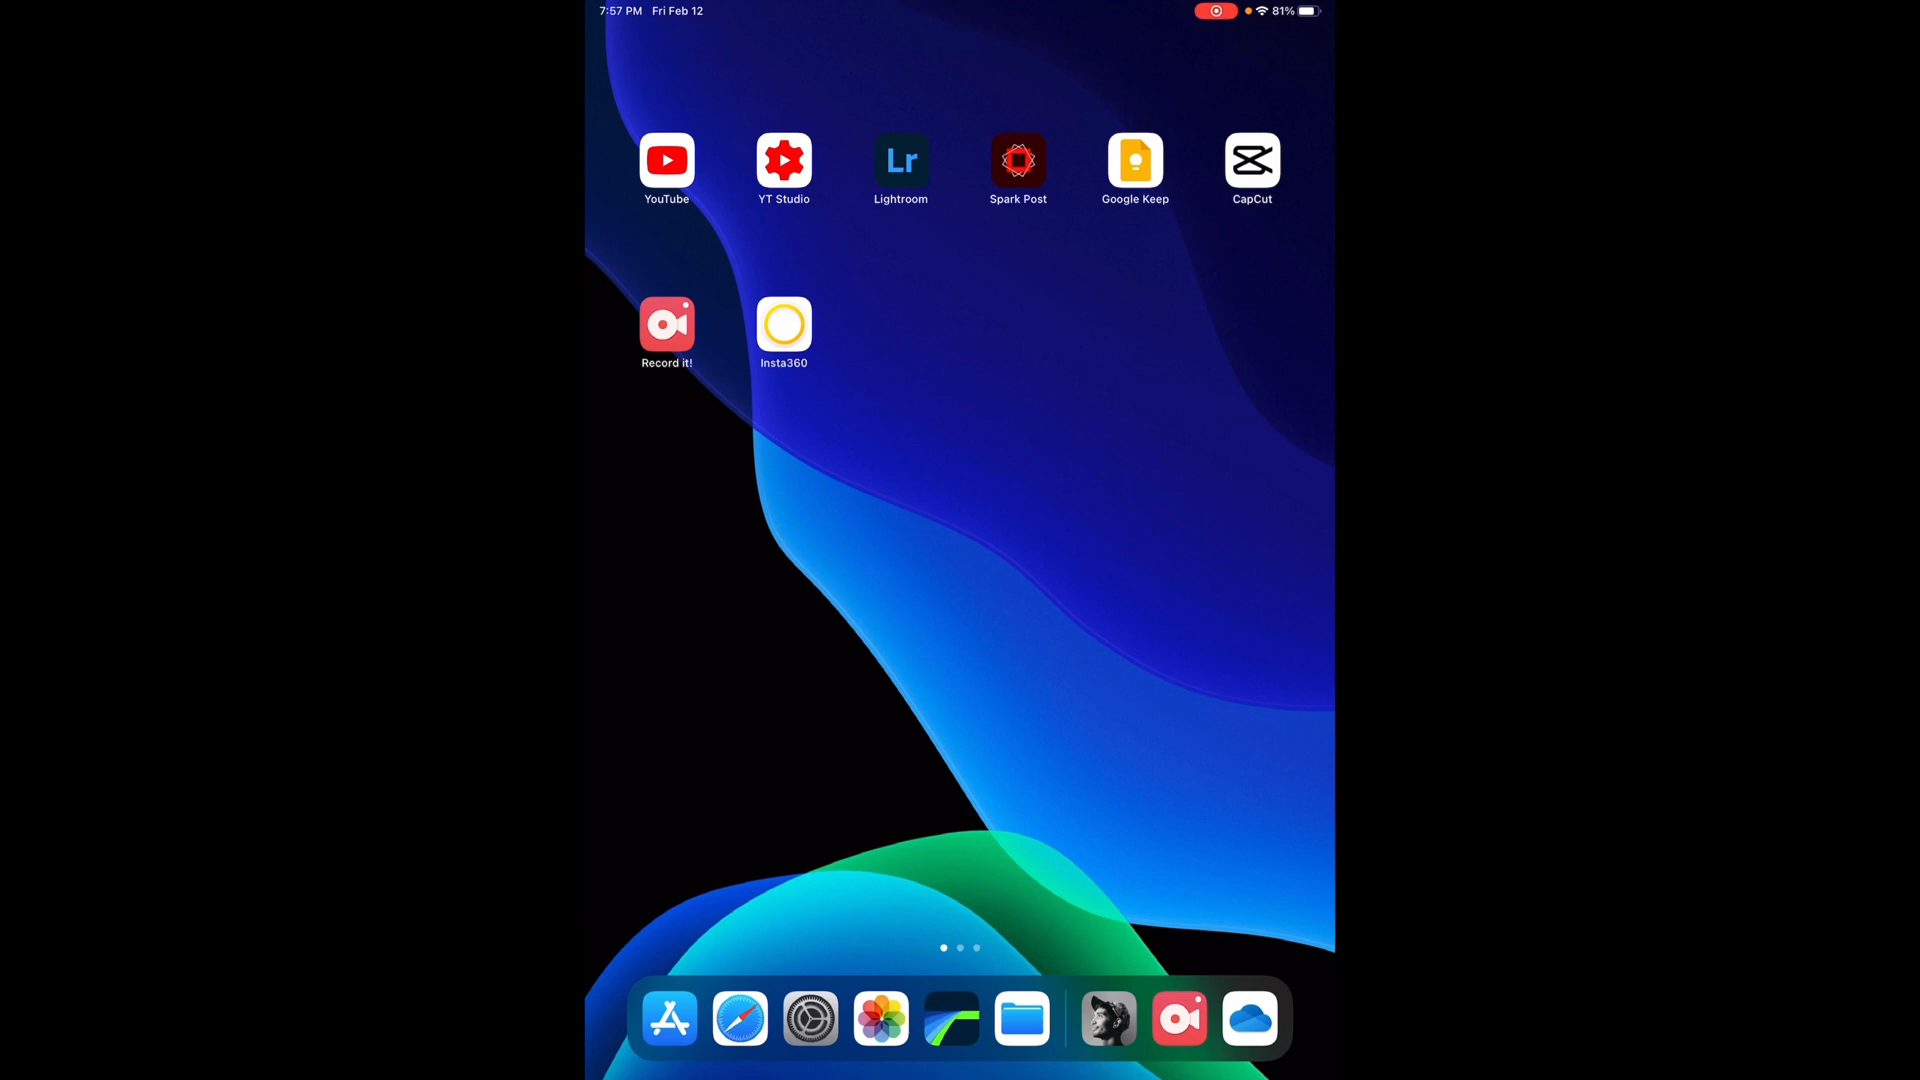 7:57 PM Fri Feb 12
81%
YouTube
YT Studio
Lr
Lightroom
Spark Post
Google Keep
CapCut
Record it!
Insta360